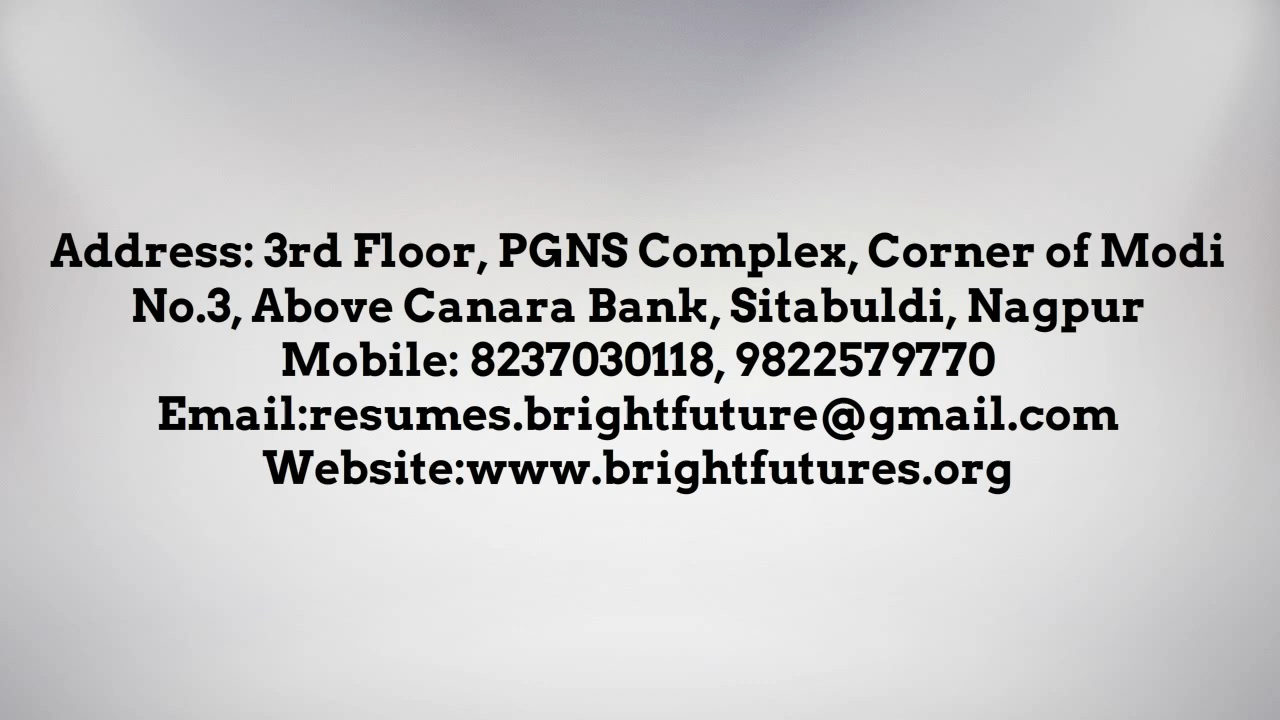 Address: 3rd Floor, PGNS Complex, Corner of Modi
No.3, Above Canara Bank, Sitabuldi, Nagpur
Mobile: 8237030118, 9822579770
Email:resumes.brightfuture@gmail.com
Website:www.brightfutures.org